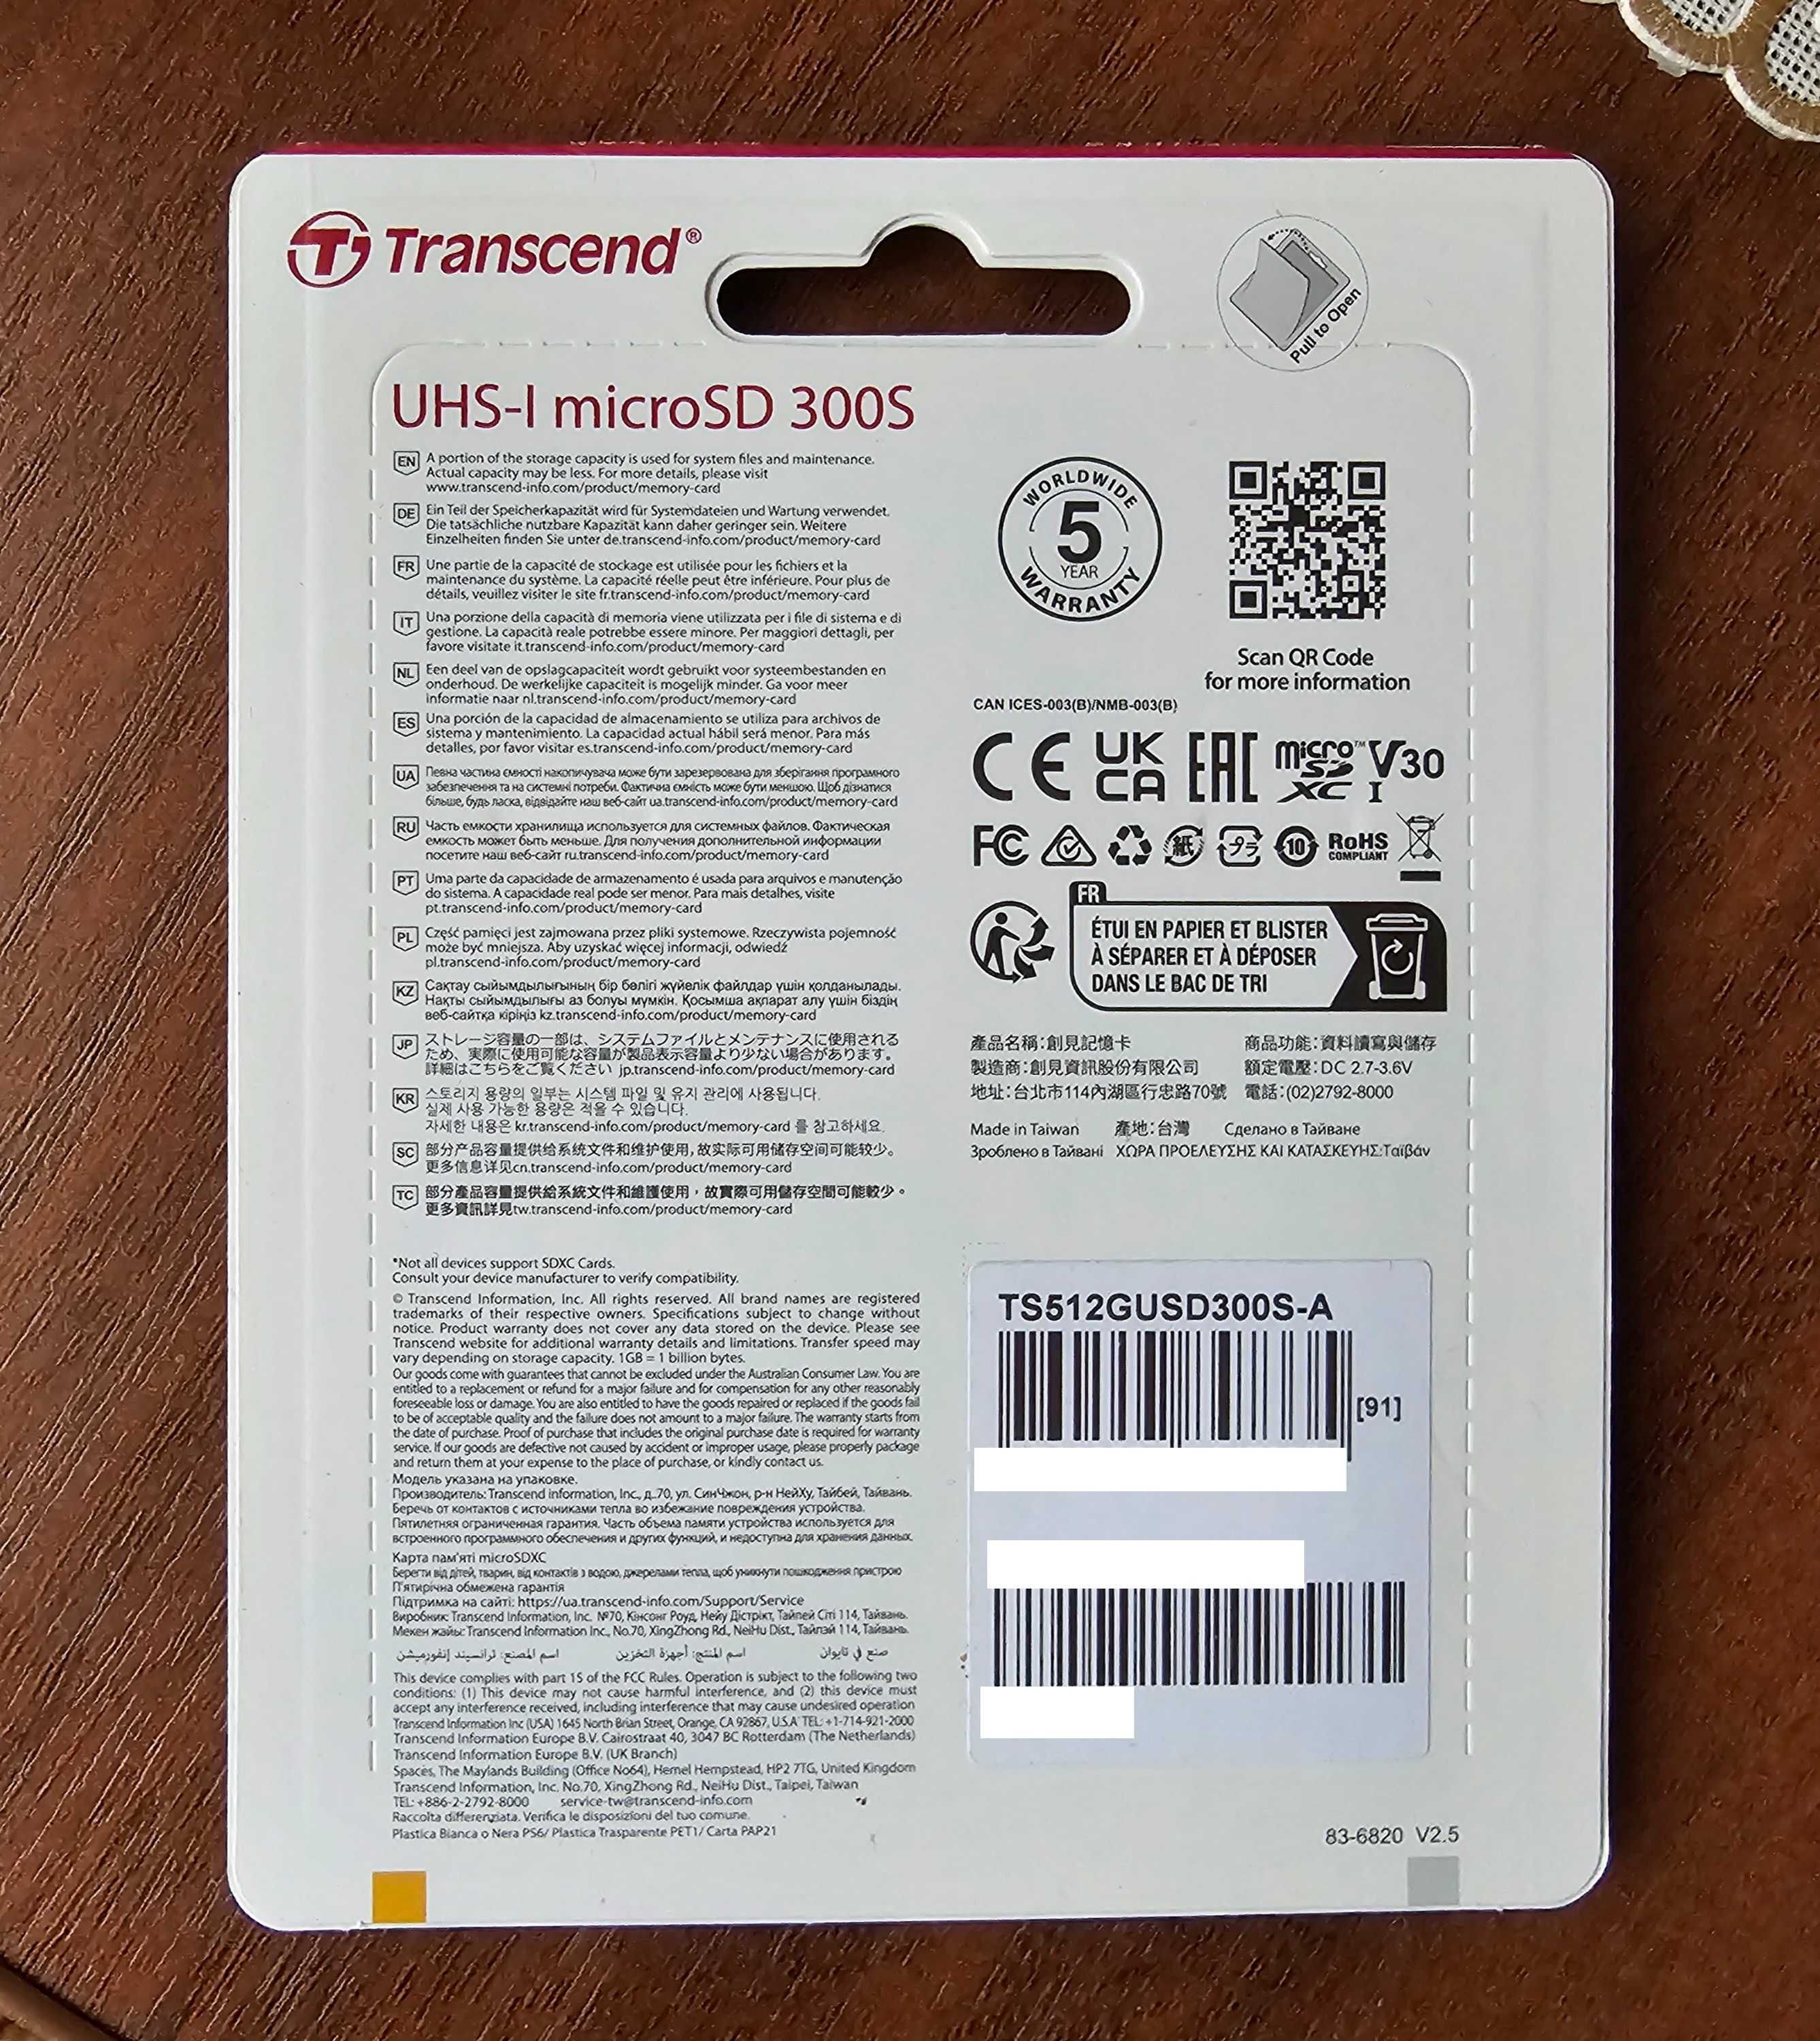 Transcend®
Pull to Open
UHS-I microSD 300S
EN A portion of the storage capacity is used for system files and maintenance.
Actual capacity may be less. For more details, please visit
www.transcend-info.com/product/memory-card
DE Ein Teil der Speicherkapazität wird für Systemdateien und Wartung verwendet.
Die tatsächliche nutzbare Kapazität kann daher geringer sein. Weitere
Einzelheiten finden Sie unter de.transcend-info.com/product/memory-card
FR Une partie de la capacité de stockage est utilisée pour les fichiers et la
maintenance du système. La capacité réelle peut être inférieure. Pour plus de
détails, veuillez visiter le site fr.transcend-info.com/product/memory-card
IT Una porzione della capacità di memoria viene utilizzata per i file di sistema e di
gestione. La capacità reale potrebbe essere minore. Per maggiori dettagli, per
favore visitate it.transcend-info.com/product/memory-card
NL Een deel van de opslagcapaciteit wordt gebruikt voor systeembestanden en
onderhoud. De werkelijke capaciteit is mogelijk minder. Ga voor meer
informatie naar nl.transcend-info.com/product/memory-card
ES Una porción de la capacidad de almacenamiento se utiliza para archivos de
sistema y mantenimiento. La capacidad actual hábil será menor. Para más
detalles, por favor visitar es.transcend-info.com/product/memory-card
UA Певна частина ємності накопичувача може бути зарезервована для зберігання програмного
забезпечення та на системні потреби. Фактична ємність може бути меншою. Щоб дізнатися
більше, будь ласка, відвідайте наш веб-сайт ua.transcend-info.com/product/memory-card
RU Часть емкости хранилища используется для системных файлов. Фактическая
емкость может быть меньше. Для получения дополнительной информации
посетите наш веб-сайт ru.transcend-info.com/product/memory-card
PT Uma parte da capacidade de armazenamento é usada para arquivos e manutenção
do sistema. A capacidade real pode ser menor. Para mais detalhes, visite
pt.transcend-info.com/product/memory-card
PL Część pamięci jest zajmowana przez pliki systemowe. Rzeczywista pojemność
może być mniejsza. Aby uzyskać więcej informacji, odwiedź
pl.transcend-info.com/product/memory-card
KZ Сақтау сыйымдылығының бір бөлігі жүйелік файлдар үшін қолданылады.
Нақты сыйымдылығы аз болуы мүмкін. Қосымша ақпарат алу үшін біздің
веб-сайтқа кіріңіз kz.transcend-info.com/product/memory-card
JP ストレージ容量の一部は、システムファイルとメンテナンスに使用される
ため、実際に使用可能な容量が製品表示容量より少ない場合があります。
詳細はこちらをご覧ください jp.transcend-info.com/product/memory-card
KR 스토리지 용량의 일부는 시스템 파일 및 유지 관리에 사용됩니다.
실제 사용 가능한 용량은 적을 수 있습니다.
자세한 내용은 kr.transcend-info.com/product/memory-card 를 참고하세요.
SC 部分产品容量提供给系统文件和维护使用,故实际可用储存空间可能较少。
更多信息详见cn.transcend-info.com/product/memory-card
TC 部分產品容量提供給系統文件和維護使用，故實際可用儲存空間可能較少。
更多資訊詳見tw.transcend-info.com/product/memory-card
*Not all devices support SDXC Cards.
Consult your device manufacturer to verify compatibility.
© Transcend Information, Inc. All rights reserved. All brand names are registered
trademarks of their respective owners. Specifications subject to change without
notice. Product warranty does not cover any data stored on the device. Please see
Transcend website for additional warranty details and limitations. Transfer speed may
vary depending on storage capacity. 1GB = 1 billion bytes.
Our goods come with guarantees that cannot be excluded under the Australian Consumer Law. You are
entitled to a replacement or refund for a major failure and for compensation for any other reasonably
foreseeable loss or damage. You are also entitled to have the goods repaired or replaced if the goods fail
to be of acceptable quality and the failure does not amount to a major failure. The warranty starts from
the date of purchase. Proof of purchase that includes the original purchase date is required for warranty
service. If our goods are defective not caused by accident or improper usage, please properly package
and return them at your expense to the place of purchase, or kindly contact us.
Модель указана на упаковке.
Производитель: Transcend information, Inc., д..70, ул. СинЧжон, р-н НейХу, Тайбей, Тайвань.
Беречь от контактов с источниками тепла во избежание повреждения устройства.
Пятилетняя ограниченная гарантия. Часть объема памяти устройства используется для
встроенного программного обеспечения и других функций, и недоступна для хранения данных.
Карта пам'яті microSDXC
Берегти від дітей, тварин, від контактів з водою, джерелами тепла, щоб уникнути пошкодження пристрою
П'ятирічна обмежена гарантія
Підтримка на сайті: https://ua.transcend-info.com/Support/Service
Виробник: Transcend Information, Inc. №70, Кінсонг Роуд, Нейу Дістрікт, Тайпей Сіті 114, Тайвань.
Мекен жайы: Transcend Information Inc., No.70, XingZhong Rd., NeiHu Dist., Тайпэй 114, Тайвань.
اسم المصنع: ترانسيند إنفورميشن اسم المنتج: أجهزة التخزين صنع في تايوان
This device complies with part 15 of the FCC Rules. Operation is subject to the following two
conditions: (1) This device may not cause harmful interference, and (2) this device must
accept any interference received, including interference that may cause undesired operation
Transcend Information Inc (USA) 1645 North Brian Street, Orange, CA 92867, U.S.A TEL: +1-714-921-2000
Transcend Information Europe B.V. Cairostraat 40, 3047 BC Rotterdam (The Netherlands)
Transcend Information Europe B.V. (UK Branch)
Spaces, The Maylands Building (Office No64), Hemel Hempstead, HP2 7TG, United Kingdom
Transcend Information, Inc. No.70, XingZhong Rd., NeiHu Dist., Taipei, Taiwan
TEL: +886-2-2792-8000 service-tw@transcend-info.com
Raccolta differenziata. Verifica le disposizioni del tuo comune.
Plastica Bianca o Nera PS6/ Plastica Trasparente PET1/ Carta PAP21
WORLDWIDE
5
YEAR
WARRANTY
Scan QR Code
for more information
CAN ICES-003(B)/NMB-003(B)
CE UK CA EAC micro™ SD XC I V30
FC 紙 プラ 10 RoHS COMPLIANT
FR
ÉTUI EN PAPIER ET BLISTER
À SÉPARER ET À DÉPOSER
DANS LE BAC DE TRI
產品名稱:創見記憶卡 商品功能:資料讀寫與儲存
製造商:創見資訊股份有限公司 額定電壓:DC 2.7-3.6V
地址:台北市114內湖區行忠路70號 電話:(02)2792-8000
Made in Taiwan 產地:台灣 Сделано в Тайване
Зроблено в Тайвані ΧΩΡΑ ΠΡΟΕΛΕΥΣΗΣ ΚΑΙ ΚΑΤΑΣΚΕΥΗΣ:Ταϊβάν
TS512GUSD300S-A
[91]
83-6820 V2.5